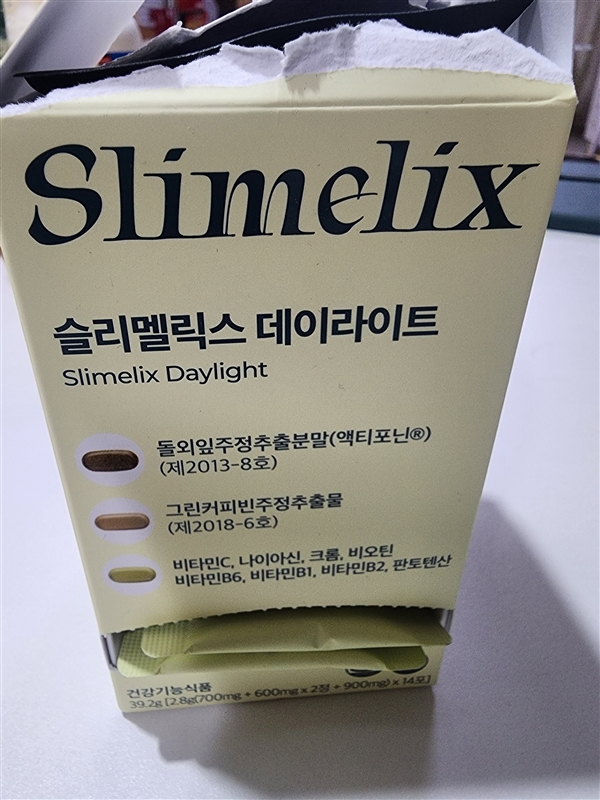 Slimelix
슬리멜릭스 데이라이트
Slimelix Daylight
돌외잎주정추출분말(액티포닌®)
(제2013-8호)
그린커피빈주정추출물
(제2018-6호)
비타민C, 나이아신, 크롬, 비오틴
비타민B6, 비타민B1, 비타민B2, 판토텐산
건강기능식품
39.2g [2.8g(700mg + 600mg x 2정 + 900mg) x 14포]